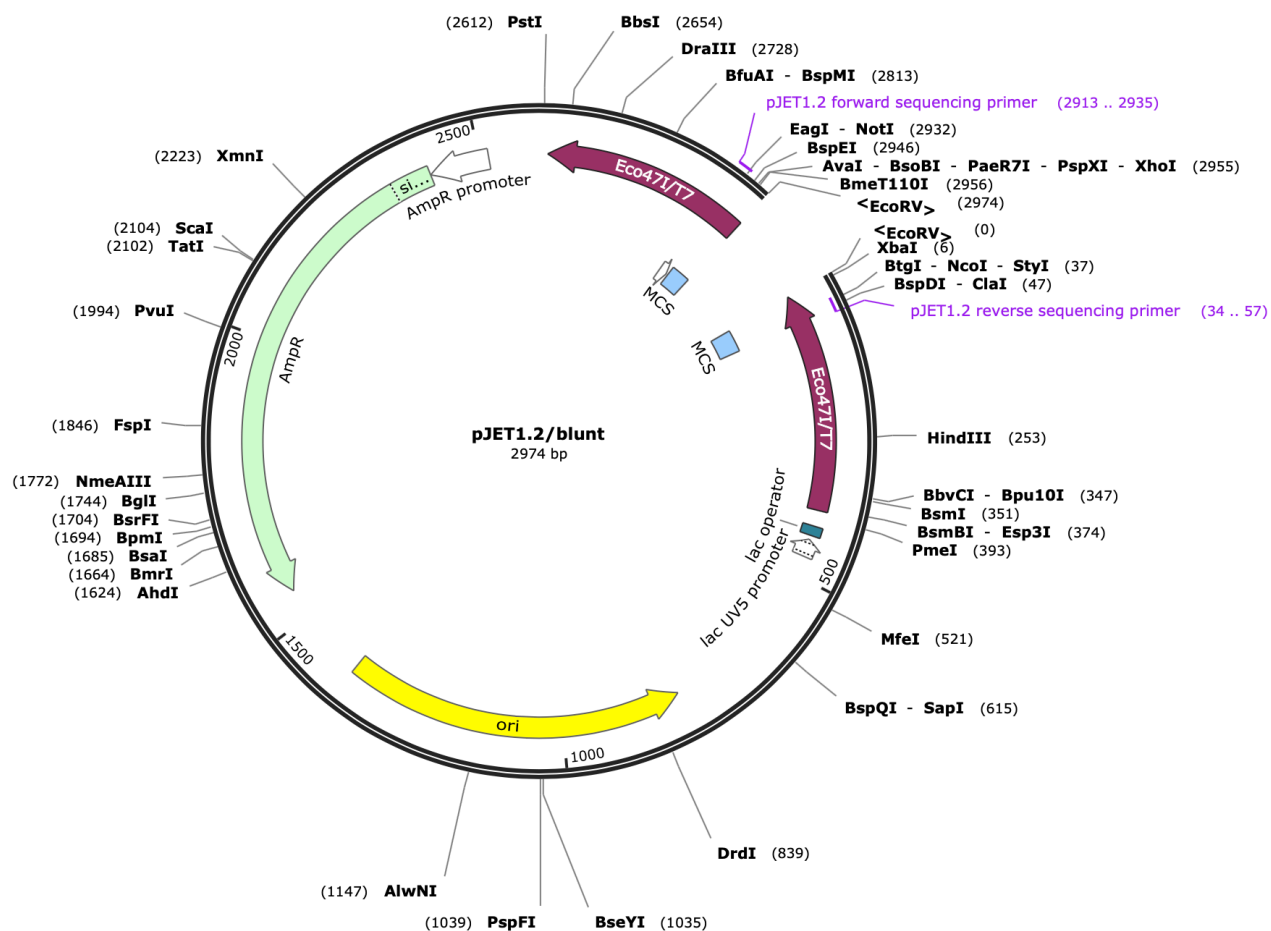 (2612) PstI
BbsI (2654)
DraIII (2728)
BfuAI - BspMI (2813)
pJET1.2 forward sequencing primer (2913 .. 2935)
EagI - NotI (2932)
BspEI (2946)
AvaI - BsoBI - PaeR7I - PspXI - XhoI (2955)
BmeT110I (2956)
<EcoRV> (2974)
<EcoRV> (0)
XbaI (6)
BtgI - NcoI - StyI (37)
BspDI - ClaI (47)
pJET1.2 reverse sequencing primer (34 .. 57)
HindIII (253)
BbvCI - Bpu10I (347)
BsmI (351)
BsmBI - Esp3I (374)
PmeI (393)
MfeI (521)
BspQI - SapI (615)
DrdI (839)
BseYI (1035)
(1039) PspFI
(1147) AlwNI
(1624) AhdI
(1664) BmrI
(1685) BsaI
(1694) BpmI
(1704) BsrFI
(1744) BglI
(1772) NmeAIII
(1846) FspI
(1994) PvuI
(2102) TatI
(2104) ScaI
(2223) XmnI
2500
2000
1500
1000
500
Eco47I/T7
Eco47I/T7
si...
AmpR promoter
AmpR
MCS
MCS
lac operator
lac UV5 promoter
ori
pJET1.2/blunt
2974 bp